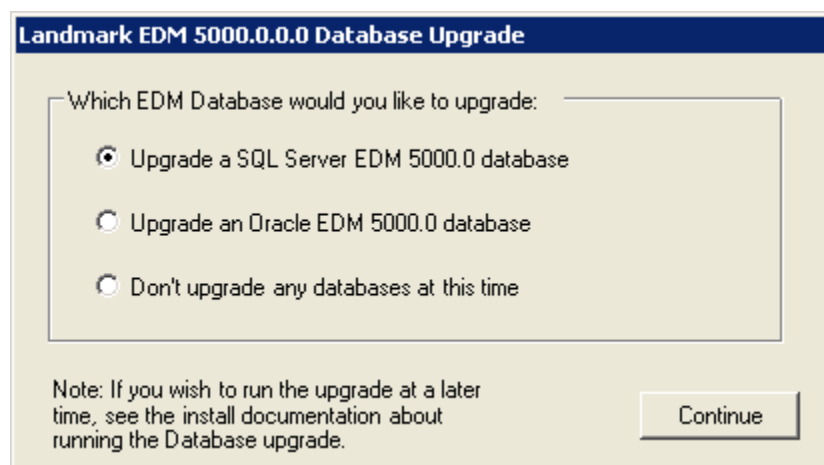 Landmark EDM 5000.0.0.0 Database Upgrade
Which EDM Database would you like to upgrade:
Upgrade a SQL Server EDM 5000.0 database
Upgrade an Oracle EDM 5000.0 database
Don't upgrade any databases at this time
Note: If you wish to run the upgrade at a later
time, see the install documentation about
running the Database upgrade.
Continue